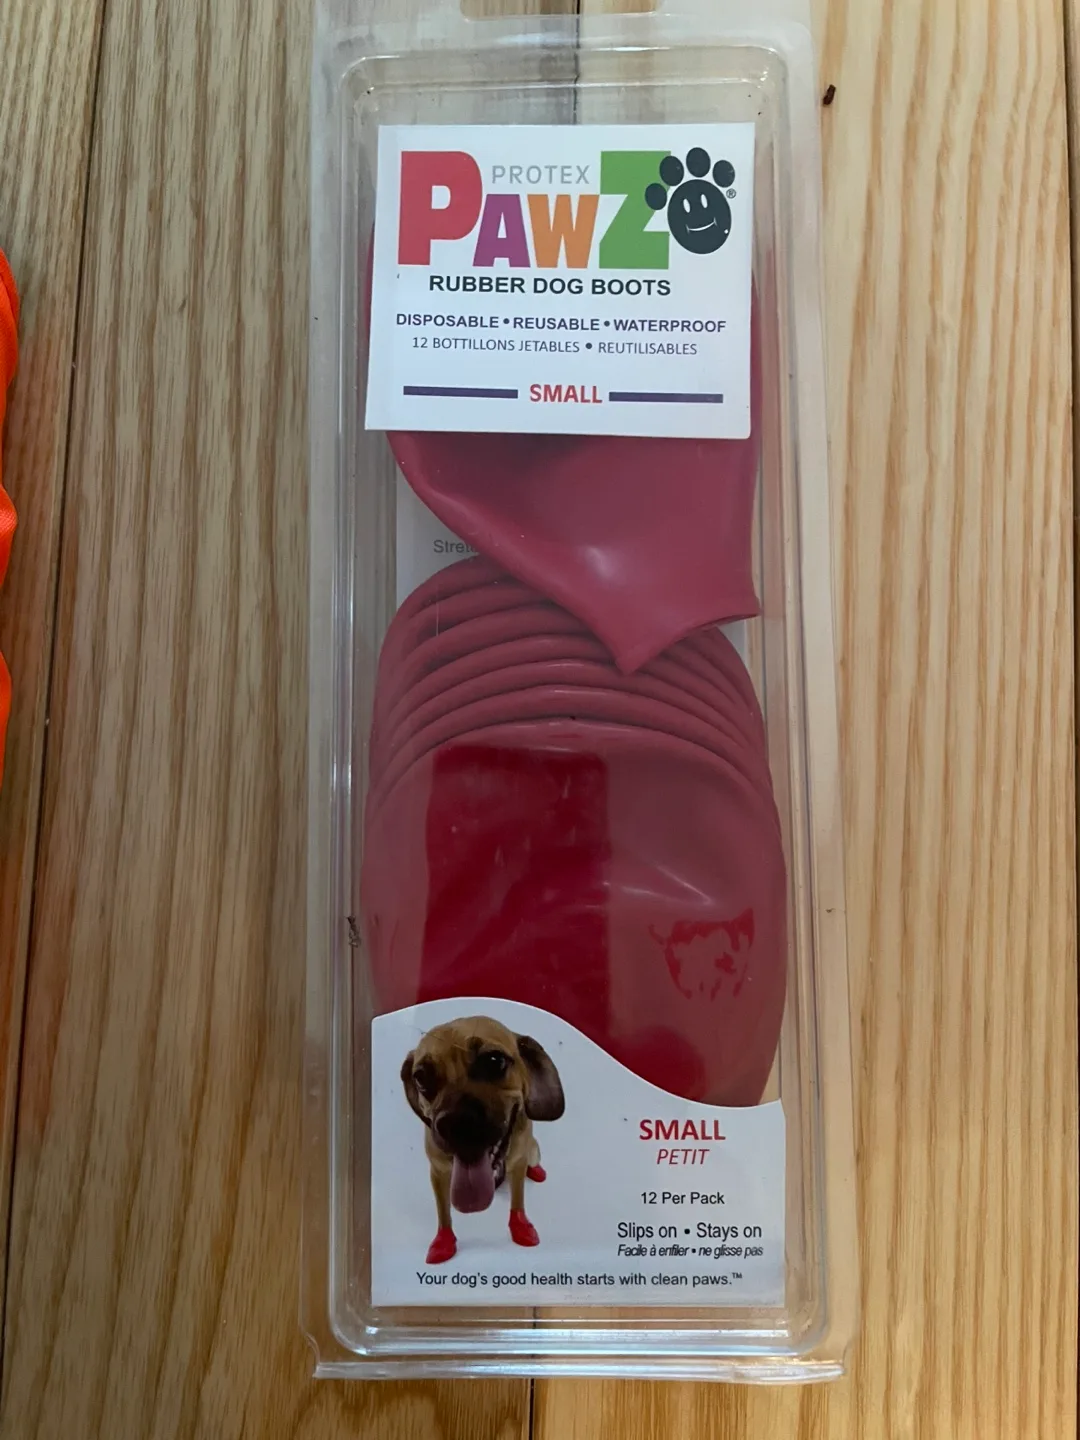 PROTEX
PAWZ®
RUBBER DOG BOOTS
DISPOSABLE • REUSABLE • WATERPROOF
12 BOTTILLONS JETABLES • REUTILISABLES
SMALL
SMALL
PETIT
12 Per Pack
Slips on • Stays on
Facile à enfiler • ne glisse pas
Your dog's good health starts with clean paws.™